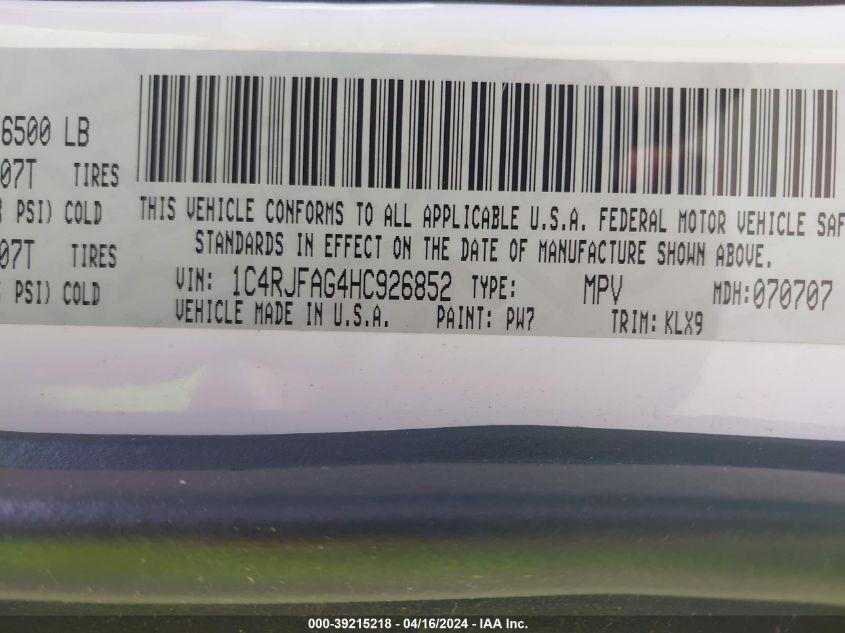 6500 LB
07T TIRES
PSI) COLD
07T TIRES
PSI) COLD
THIS VEHICLE CONFORMS TO ALL APPLICABLE U.S.A. FEDERAL MOTOR VEHICLE SAF
STANDARDS IN EFFECT ON THE DATE OF MANUFACTURE SHOWN ABOVE.
VIN: 1C4RJFAG4HC926852 TYPE: MPV MDH:070707
VEHICLE MADE IN U.S.A. PAINT: PW7 TRIM: KLX9
000-39215218 - 04/16/2024 - IAA Inc.